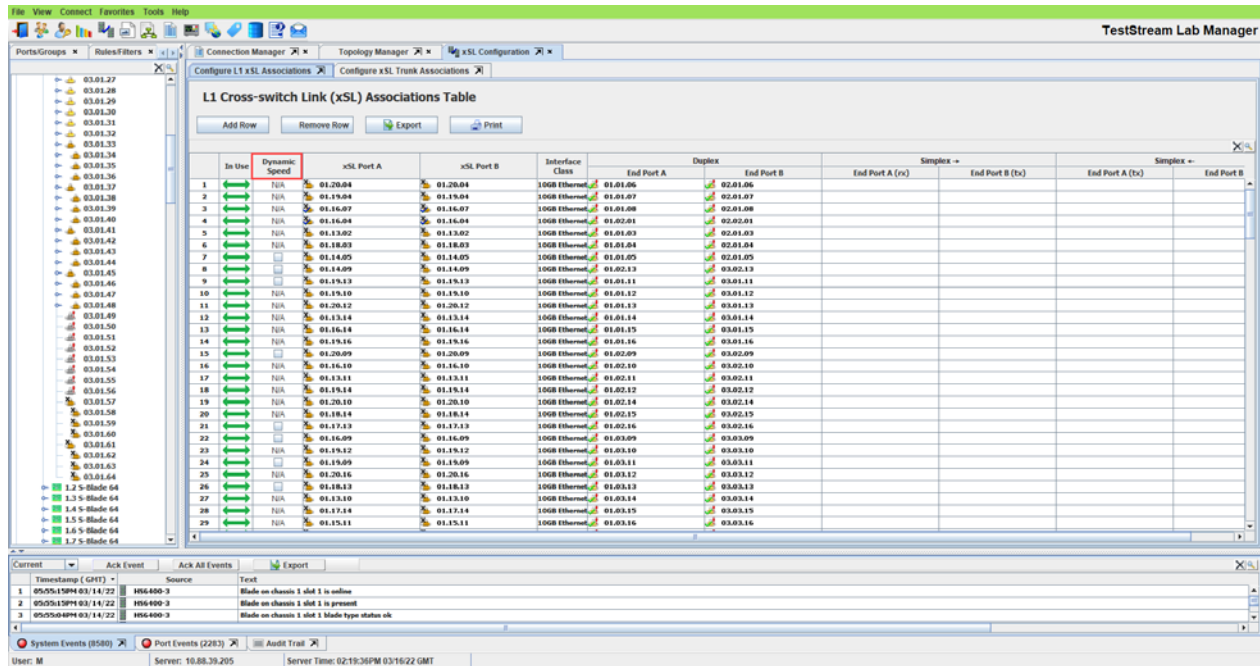 File View Connect Favorites Tools Help
TestStream Lab Manager
Ports/Groups Rules/Filters Connection Manager Topology Manager xSL Configuration
Configure L1 xSL Associations Configure xSL Trunk Associations
03.01.27
03.01.28
03.01.29
03.01.30
03.01.31
03.01.32
03.01.33
03.01.34
03.01.35
03.01.36
03.01.37
03.01.38
03.01.39
03.01.40
03.01.41
03.01.42
03.01.43
03.01.44
03.01.45
03.01.46
03.01.47
03.01.48
03.01.49
03.01.50
03.01.51
03.01.52
03.01.53
03.01.54
03.01.55
03.01.56
03.01.57
03.01.58
03.01.59
03.01.60
03.01.61
03.01.62
03.01.63
03.01.64
1.2 S-Blade 64
1.3 S-Blade 64
1.4 S-Blade 64
1.5 S-Blade 64
1.6 S-Blade 64
1.7 S-Blade 64
L1 Cross-switch Link (xSL) Associations Table
Add Row Remove Row Export Print
In Use Dynamic Speed xSL Port A xSL Port B Interface Class Duplex Simplex → Simplex ←
End Port A End Port B End Port A (rx) End Port B (tx) End Port A (tx) End Port B
1 N/A 01.20.04 01.20.04 10GB Ethernet 01.01.06 02.01.06
2 N/A 01.19.04 01.19.04 10GB Ethernet 01.01.07 02.01.07
3 N/A 01.16.07 01.16.07 10GB Ethernet 01.01.08 02.01.08
4 N/A 01.16.04 01.16.04 10GB Ethernet 01.02.01 02.02.01
5 N/A 01.13.02 01.13.02 10GB Ethernet 01.01.03 02.01.03
6 N/A 01.18.03 01.18.03 10GB Ethernet 01.01.04 02.01.04
7 01.14.05 01.14.05 10GB Ethernet 01.01.05 02.01.05
8 01.14.09 01.14.09 10GB Ethernet 01.02.13 03.02.13
9 01.19.13 01.19.13 10GB Ethernet 01.01.11 03.01.11
10 N/A 01.19.10 01.19.10 10GB Ethernet 01.01.12 03.01.12
11 N/A 01.20.12 01.20.12 10GB Ethernet 01.01.13 03.01.13
12 N/A 01.13.14 01.13.14 10GB Ethernet 01.01.14 03.01.14
13 N/A 01.16.14 01.16.14 10GB Ethernet 01.01.15 03.01.15
14 N/A 01.19.16 01.19.16 10GB Ethernet 01.01.16 03.01.16
15 01.20.09 01.20.09 10GB Ethernet 01.02.09 03.02.09
16 N/A 01.16.10 01.16.10 10GB Ethernet 01.02.10 03.02.10
17 N/A 01.13.11 01.13.11 10GB Ethernet 01.02.11 03.02.11
18 N/A 01.19.14 01.19.14 10GB Ethernet 01.02.12 03.02.12
19 N/A 01.20.10 01.20.10 10GB Ethernet 01.02.14 03.02.14
20 N/A 01.18.14 01.18.14 10GB Ethernet 01.02.15 03.02.15
21 01.17.13 01.17.13 10GB Ethernet 01.02.16 03.02.16
22 01.16.09 01.16.09 10GB Ethernet 01.03.09 03.03.09
23 N/A 01.19.12 01.19.12 10GB Ethernet 01.03.10 03.03.10
24 01.19.09 01.19.09 10GB Ethernet 01.03.11 03.03.11
25 N/A 01.20.16 01.20.16 10GB Ethernet 01.03.12 03.03.12
26 01.18.13 01.18.13 10GB Ethernet 01.03.13 03.03.13
27 N/A 01.13.10 01.13.10 10GB Ethernet 01.03.14 03.03.14
28 N/A 01.17.14 01.17.14 10GB Ethernet 01.03.15 03.03.15
29 N/A 01.15.11 01.15.11 10GB Ethernet 01.03.16 03.03.16
Current Ack Event Ack All Events Export
Timestamp ( GMT) Source Text
1 05:55:15PM 03/14/22 HS6400-3 Blade on chassis 1 slot 1 is online
2 05:55:15PM 03/14/22 HS6400-3 Blade on chassis 1 slot 1 is present
3 05:55:04PM 03/14/22 HS6400-3 Blade on chassis 1 slot 1 blade type status ok
System Events (8580) Port Events (2283) Audit Trail
User: M Server: 10.88.39.205 Server Time: 02:19:36PM 03/16/22 GMT